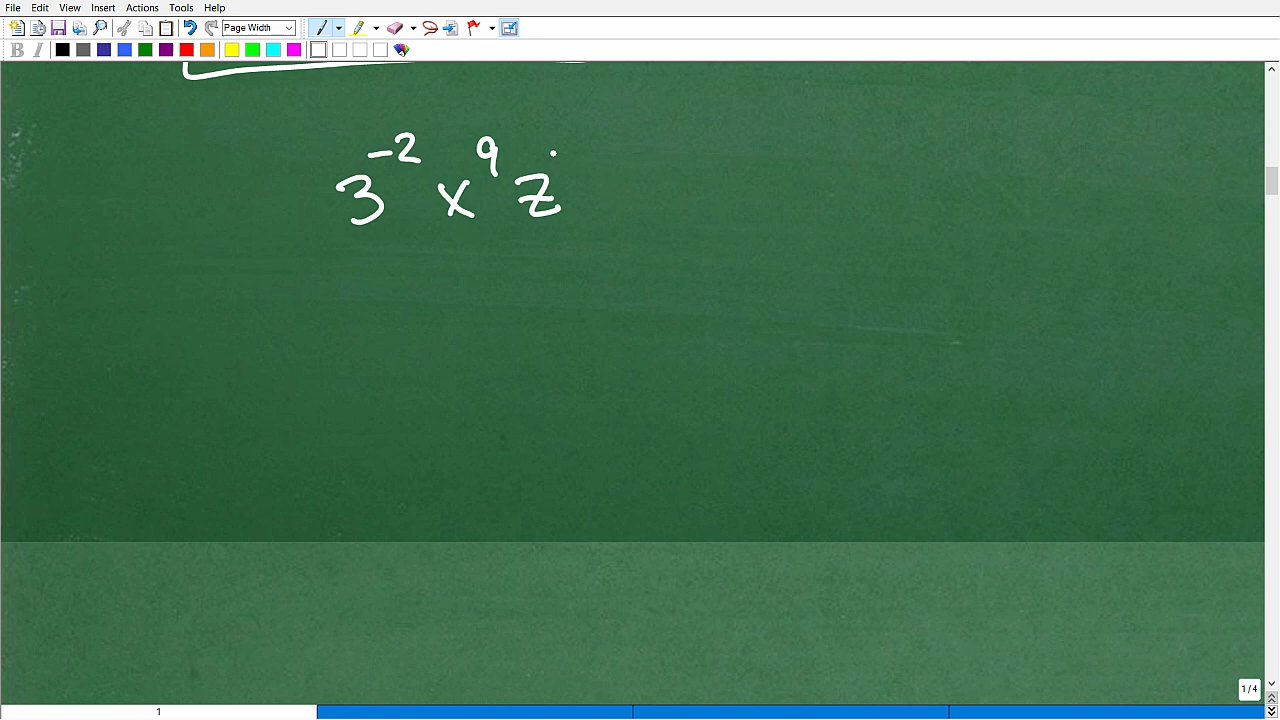 File Edit View Insert Actions Tools Help
Page Width
B I
3⁻² x⁹ z
1 / 4
1